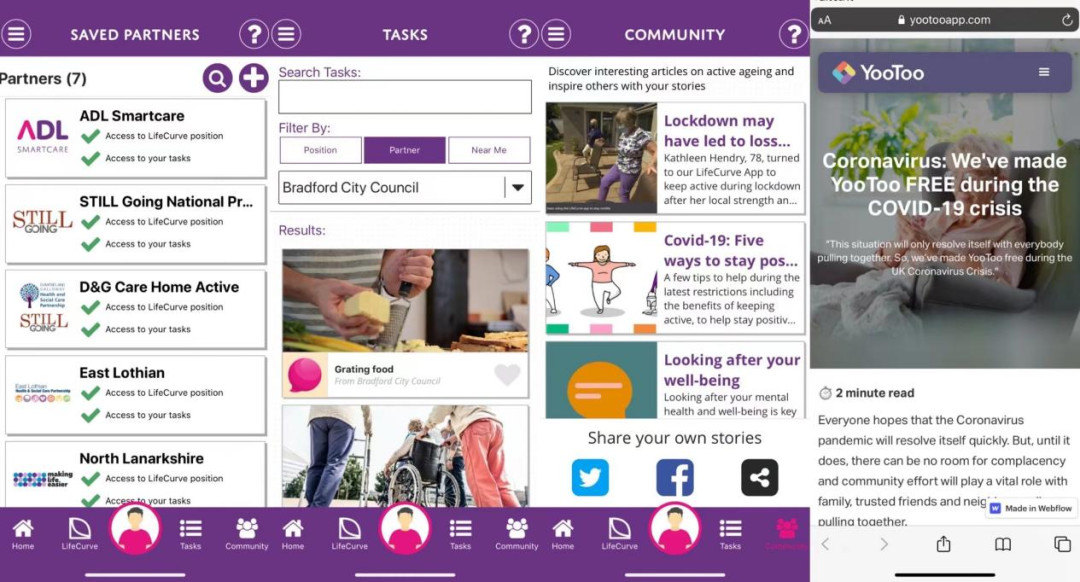 SAVED PARTNERS
?
Partners (7)
ADL
SMARTCARE
ADL Smartcare
Access to LifeCurve position
Access to your tasks
STILL
GOING
STILL Going National Pr...
Access to LifeCurve position
Access to your tasks
Health and
Social Care
Partnership
STILL
GOING
D&G Care Home Active
Access to LifeCurve position
Access to your tasks
East Lothian
Health & Social Care Partnership
East Lothian
Access to LifeCurve position
Access to your tasks
making
life
easier
North Lanarkshire
Access to LifeCurve position
Access to your tasks
Home
LifeCurve
Tasks
Community
TASKS
?
Search Tasks:
Filter By:
Position
Partner
Near Me
Bradford City Council
Results:
Grating food
From Bradford City Council
Home
LifeCurve
Tasks
Community
COMMUNITY
?
Discover interesting articles on active ageing and
inspire others with your stories
Lockdown may
have led to loss...
Kathleen Hendry, 78, turned
to our LifeCurve App to
keep active during lockdown
after her local strength an...
Covid-19: Five
ways to stay pos...
A few tips to help during the
latest restrictions including
the benefits of keeping
active, to help stay positiv...
Looking after your
well-being
Looking after your mental
health and well-being is key
Share your own stories
Home
LifeCurve
Tasks
Community
AA
yootooapp.com
YooToo
Coronavirus: We've made
YooToo FREE during the
COVID-19 crisis
"This situation will only resolve itself with everybody
pulling together. So, we've made YooToo free during the
UK Coronavirus Crisis."
2 minute read
Everyone hopes that the Coronavirus
pandemic will resolve itself quickly. But, until it
does, there can be no room for complacency
and community effort will play a vital role with
family, trusted friends and
pulling together.
Made in Webflow